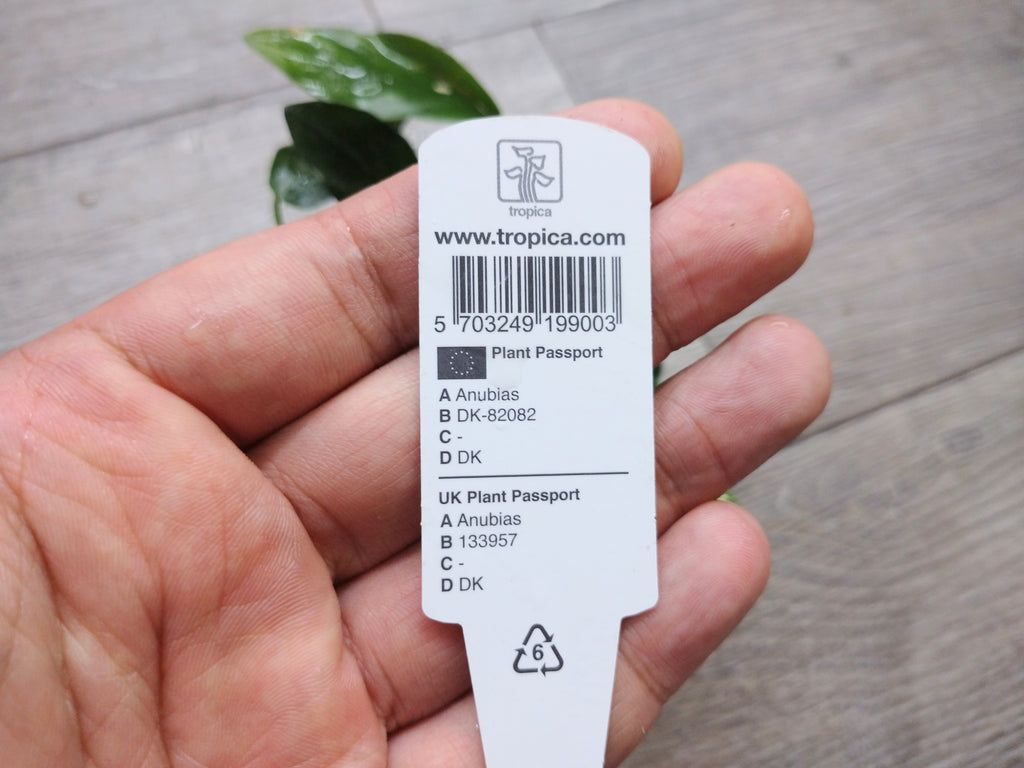 tropica
www.tropica.com
5 703249 199003
Plant Passport
A Anubias
B DK-82082
C -
D DK
UK Plant Passport
A Anubias
B 133957
C -
D DK
6